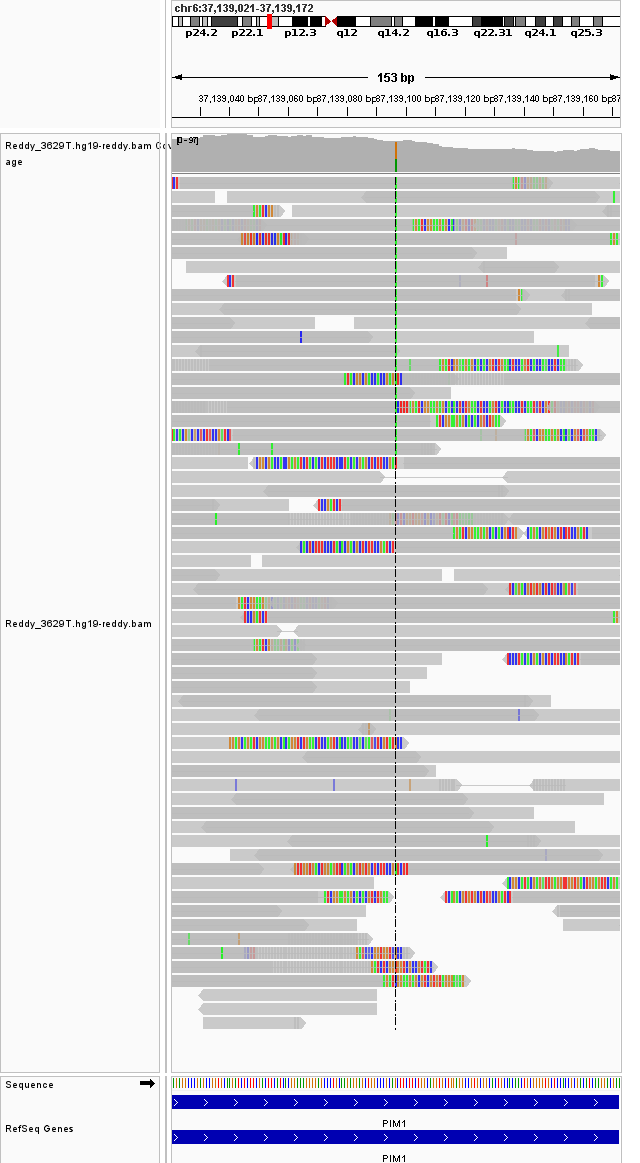 chr6:37,139,021-37,139,172
p24.2 p22.1 p12.3 q12 q14.2 q16.3 q22.31 q24.1 q25.3
153 bp
37,139,040 bp 37,139,060 bp 37,139,080 bp 37,139,100 bp 37,139,120 bp 37,139,140 bp 37,139,160 bp
Reddy_3629T.hg19-reddy.bam Cov
age
[0-97]
Reddy_3629T.hg19-reddy.bam
Sequence
PIM1
RefSeq Genes
PIM1